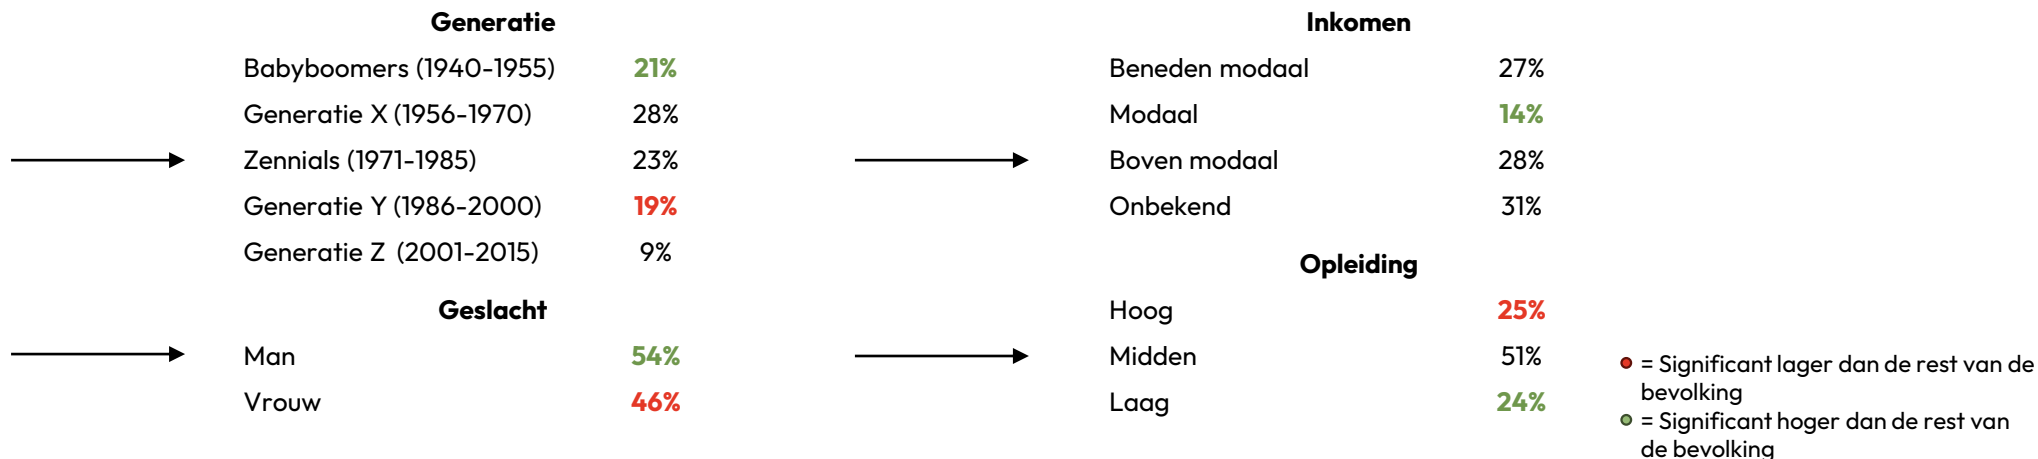 Generatie
Babyboomers (1940-1955) 21%
Generatie X (1956-1970) 28%
Zennials (1971-1985) 23%
Generatie Y (1986-2000) 19%
Generatie Z (2001-2015) 9%
Geslacht
Man 54%
Vrouw 46%
Inkomen
Beneden modaal 27%
Modaal 14%
Boven modaal 28%
Onbekend 31%
Opleiding
Hoog 25%
Midden 51%
Laag 24%
= Significant lager dan de rest van de
bevolking
= Significant hoger dan de rest van
de bevolking